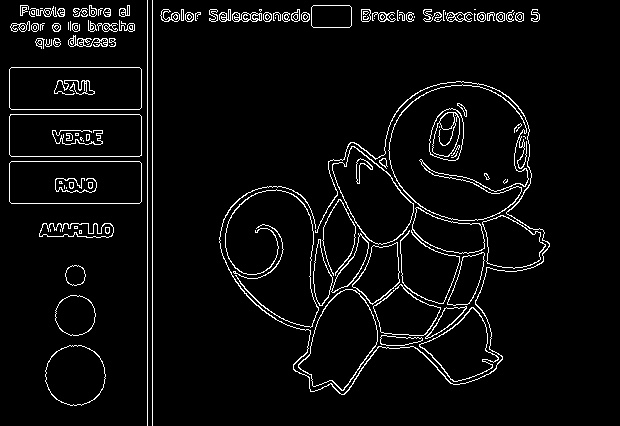 Parate sobre el
color o la brocha
que desees
Color Seleccionado
Brocha Seleccionada 5
AZUL
VERDE
ROJO
AMARILLO